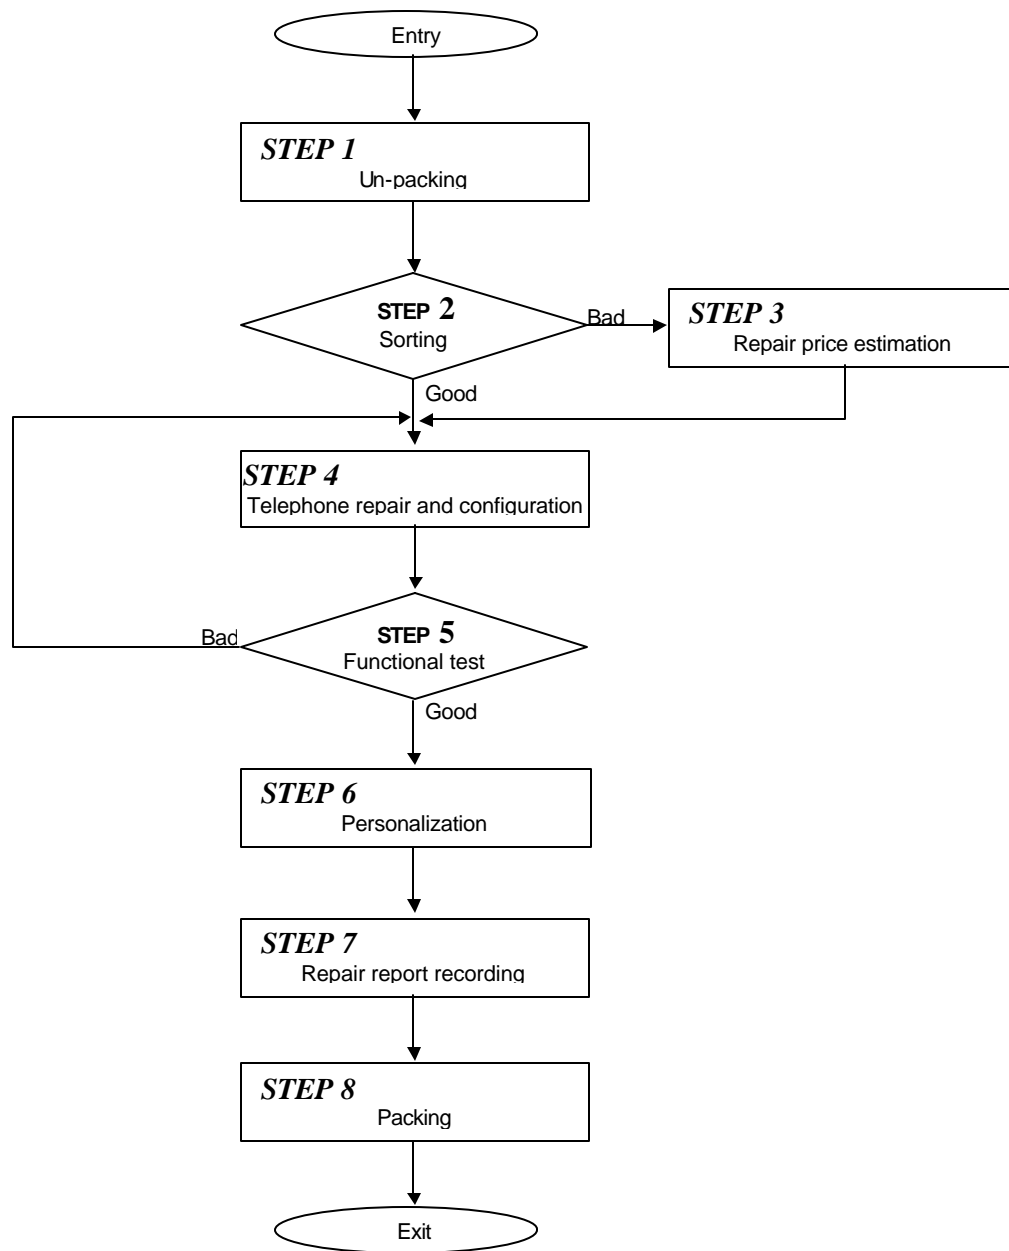 Entry
STEP 1
Un-packing
STEP 2
Sorting
Bad
STEP 3
Repair price estimation
Good
STEP 4
Telephone repair and configuration
Bad
STEP 5
Functional test
Good
STEP 6
Personalization
STEP 7
Repair report recording
STEP 8
Packing
Exit